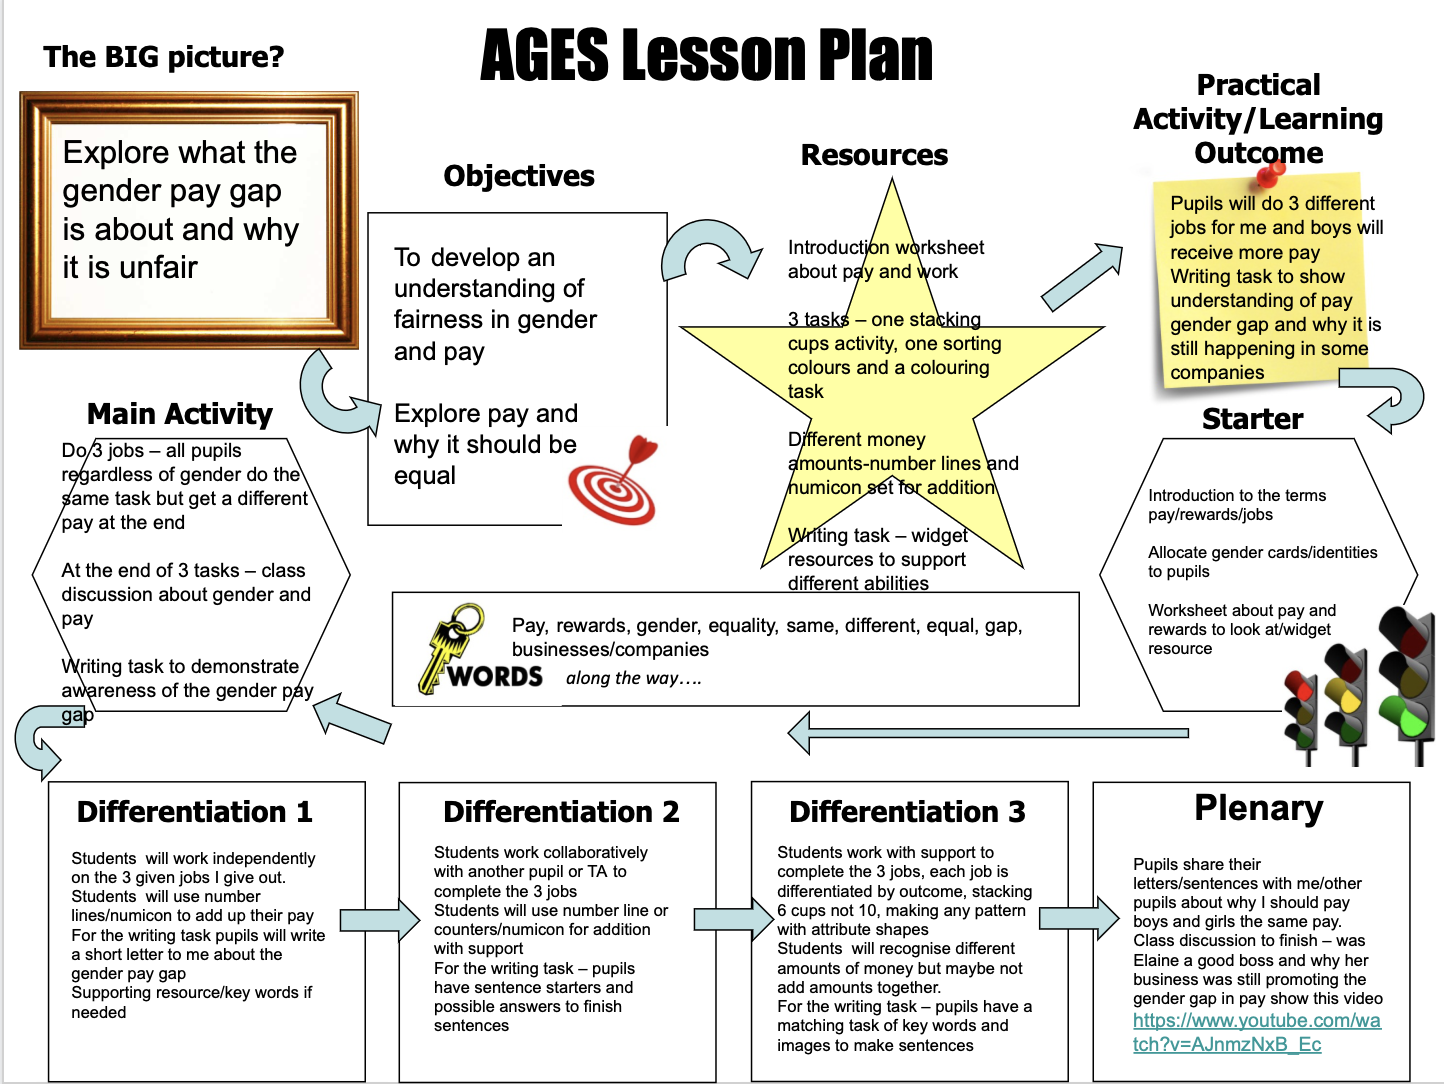 AGES Lesson Plan
The BIG picture?
Explore what the
gender pay gap
is about and why
it is unfair
Objectives
To develop an
understanding of
fairness in gender
and pay
Explore pay and
why it should be
equal
Resources
Introduction worksheet
about pay and work
3 tasks – one stacking
cups activity, one sorting
colours and a colouring
task
Different money
amounts-number lines and
numicon set for addition
Writing task – widget
resources to support
different abilities
Practical
Activity/Learning
Outcome
Pupils will do 3 different
jobs for me and boys will
receive more pay
Writing task to show
understanding of pay
gender gap and why it is
still happening in some
companies
Starter
Introduction to the terms
pay/rewards/jobs
Allocate gender cards/identities
to pupils
Worksheet about pay and
rewards to look at/widget
resource
WORDS
Pay, rewards, gender, equality, same, different, equal, gap,
businesses/companies
along the way….
Main Activity
Do 3 jobs – all pupils
regardless of gender do the
same task but get a different
pay at the end
At the end of 3 tasks – class
discussion about gender and
pay
Writing task to demonstrate
awareness of the gender pay
gap
Differentiation 1
Students  will work independently
on the 3 given jobs I give out.
Students  will use number
lines/numicon to add up their pay
For the writing task pupils will write
a short letter to me about the
gender pay gap
Supporting resource/key words if
needed
Differentiation 2
Students work collaboratively
with another pupil or TA to
complete the 3 jobs
Students will use number line or
counters/numicon for addition
with support
For the writing task – pupils
have sentence starters and
possible answers to finish
sentences
Differentiation 3
Students work with support to
complete the 3 jobs, each job is
differentiated by outcome, stacking
6 cups not 10, making any pattern
with attribute shapes
Students  will recognise different
amounts of money but maybe not
add amounts together.
For the writing task – pupils have a
matching task of key words and
images to make sentences
Plenary
Pupils share their
letters/sentences with me/other
pupils about why I should pay
boys and girls the same pay.
Class discussion to finish – was
Elaine a good boss and why her
business was still promoting the
gender gap in pay show this video
https://www.youtube.com/wa
tch?v=AJnmzNxB_Ec